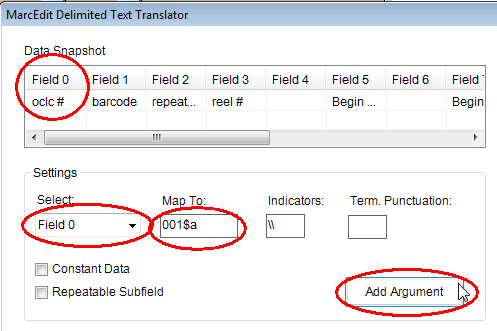 MarcEdit Delimited Text Translator
Data Snapshot
Field 0 Field 1 Field 2 Field 3 Field 4 Field 5 Field 6 Field
oclc # barcode repeat... reel # Begin ... Begin
Settings
Select: Map To: Indicators: Term. Punctuation:
Field 0 001$a \\
Constant Data
Repeatable Subfield Add Argument